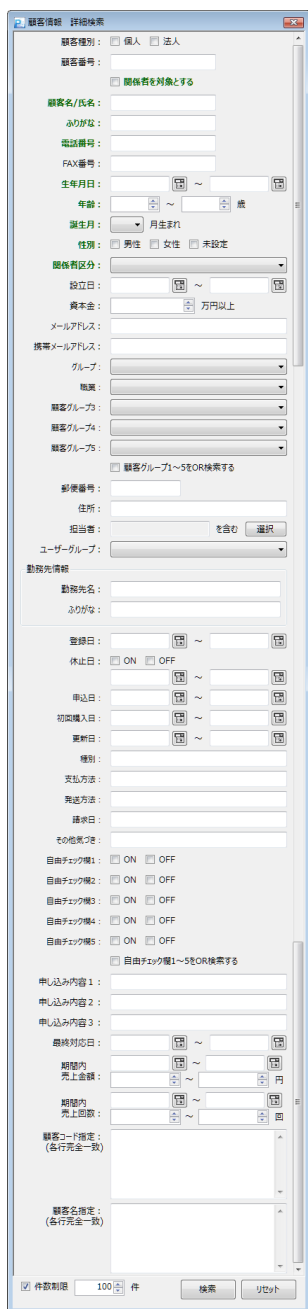 顧客情報　詳細検索
顧客種別： 個人 法人
顧客番号：
関係者を対象とする
顧客名/氏名：
ふりがな：
電話番号：
FAX番号：
生年月日： ～
年齢： ～ 歳
誕生月： 月生まれ
性別： 男性 女性 未設定
関係者区分：
設立日： ～
資本金： 万円以上
メールアドレス：
携帯メールアドレス：
グループ：
職業：
顧客グループ3：
顧客グループ4：
顧客グループ5：
顧客グループ1～5をOR検索する
郵便番号：
住所：
担当者： を含む 選択
ユーザーグループ：
勤務先情報
勤務先名：
ふりがな：
登録日： ～
休止日： ON OFF
～
申込日： ～
初回購入日： ～
更新日： ～
種別：
支払方法：
発送方法：
請求日：
その他気づき：
自由チェック欄1： ON OFF
自由チェック欄2： ON OFF
自由チェック欄3： ON OFF
自由チェック欄4： ON OFF
自由チェック欄5： ON OFF
自由チェック欄1～5をOR検索する
申し込み内容1：
申し込み内容2：
申し込み内容3：
最終対応日： ～
期間内 ～
売上金額： ～ 円
期間内 ～
売上回数： ～ 回
顧客コード指定：
(各行完全一致)
顧客名指定：
(各行完全一致)
件数制限 100 件 検索 リセット